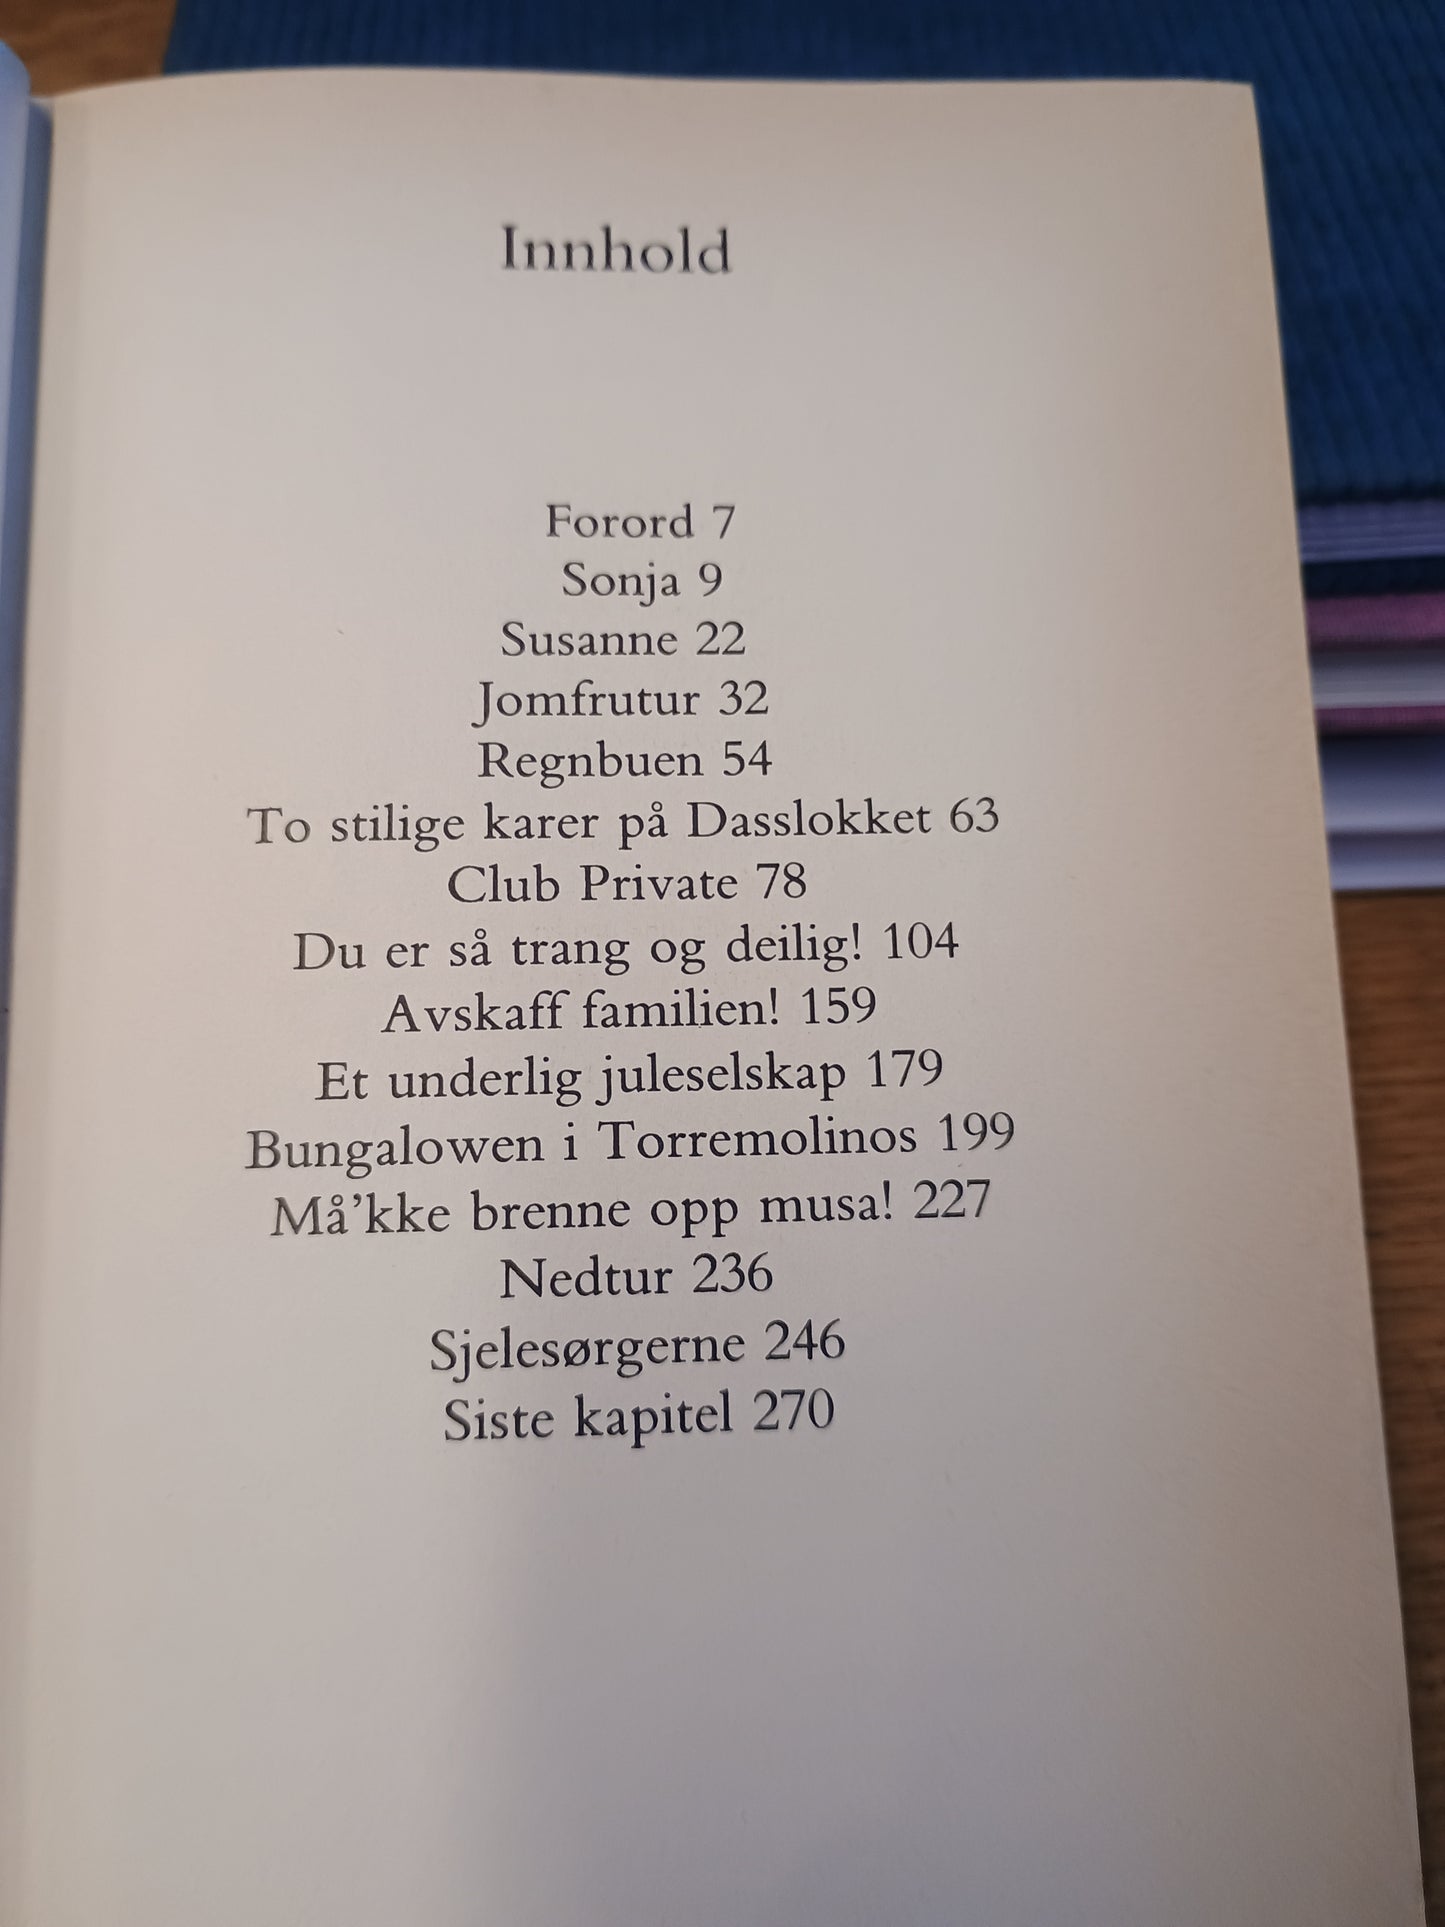 Innhold
Forord 7
Sonja 9
Susanne 22
Jomfrutur 32
Regnbuen 54
To stilige karer på Dasslokket 63
Club Private 78
Du er så trang og deilig! 104
Avskaff familien! 159
Et underlig juleselskap 179
Bungalowen i Torremolinos 199
Må’kke brenne opp musa! 227
Nedtur 236
Sjelesørgerne 246
Siste kapitel 270